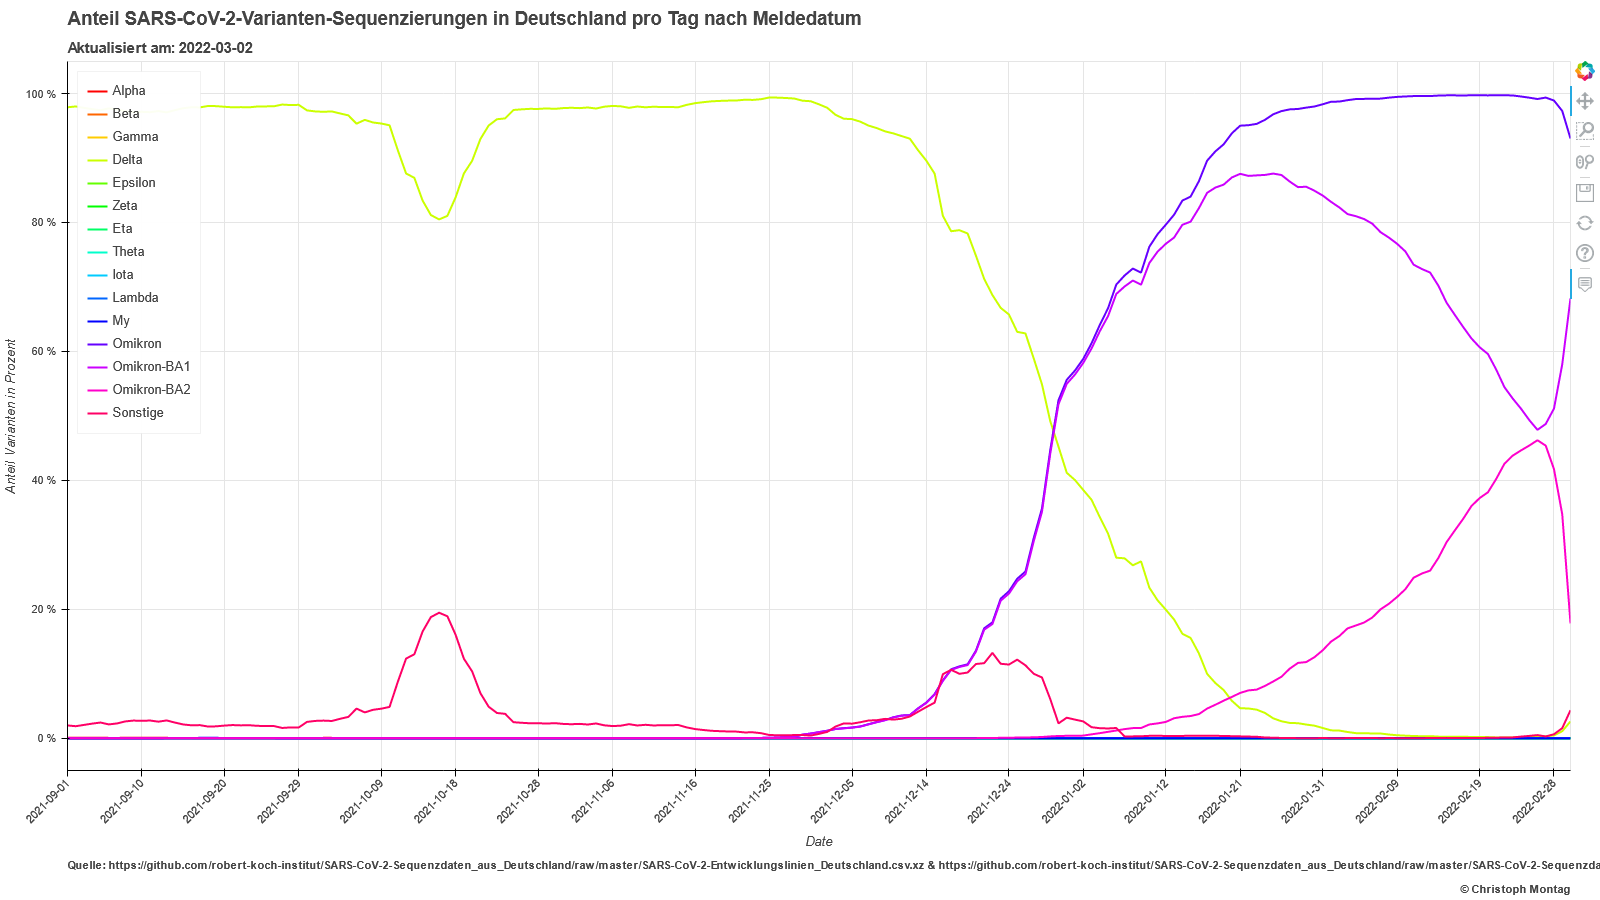 Anteil SARS-CoV-2-Varianten-Sequenzierungen in Deutschland pro Tag nach Meldedatum
Aktualisiert am: 2022-03-02
100 %
80 %
60 %
40 %
20 %
0 %
Anteil Varianten in Prozent
Alpha
Beta
Gamma
Delta
Epsilon
Zeta
Eta
Theta
Iota
Lambda
My
Omikron
Omikron-BA1
Omikron-BA2
Sonstige
2021-09-01
2021-09-10
2021-09-20
2021-09-29
2021-10-09
2021-10-18
2021-10-28
2021-11-06
2021-11-16
2021-11-25
2021-12-05
2021-12-14
2021-12-24
2022-01-02
2022-01-12
2022-01-21
2022-01-31
2022-02-09
2022-02-19
2022-02-28
Date
Quelle: https://github.com/robert-koch-institut/SARS-CoV-2-Sequenzdaten_aus_Deutschland/raw/master/SARS-CoV-2-Entwicklungslinien_Deutschland.csv.xz & https://github.com/robert-koch-institut/SARS-CoV-2-Sequenzdaten_aus_Deutschland/raw/master/SARS-CoV-2-Sequenzda
© Christoph Montag